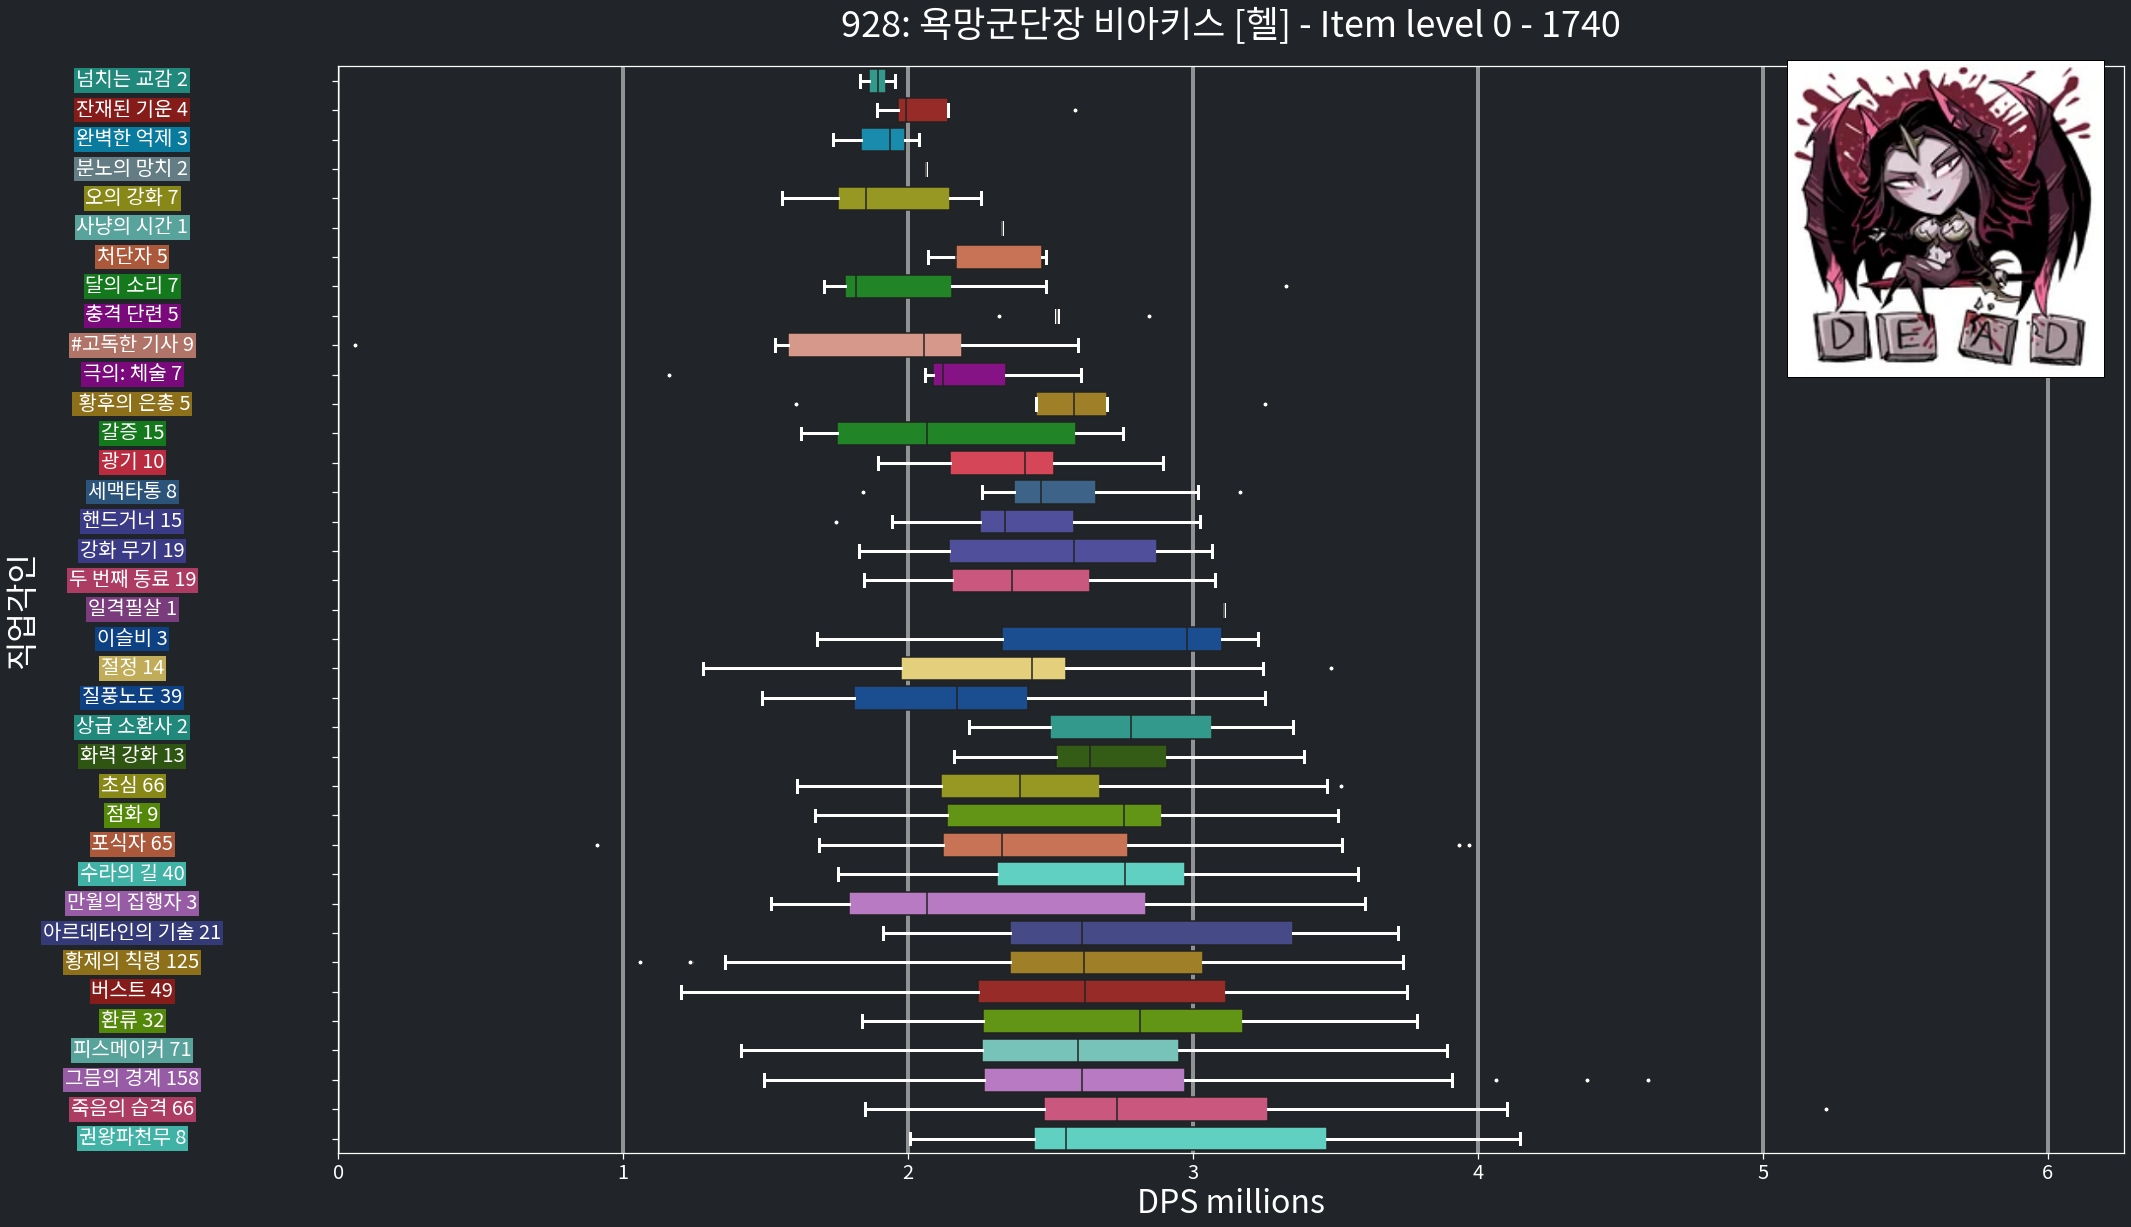 928: 욕망군단장 비아키스 [헬] - Item level 0 - 1740
넘치는 교감 2
잔재된 기운 4
완벽한 억제 3
분노의 망치 2
오의 강화 7
사냥의 시간 1
처단자 5
달의 소리 7
충격 단련 5
#고독한 기사 9
극의: 체술 7
황후의 은총 5
갈증 15
광기 10
세맥타통 8
핸드거너 15
강화 무기 19
두 번째 동료 19
일격필살 1
이슬비 3
절정 14
질풍노도 39
상급 소환사 2
화력 강화 13
초심 66
점화 9
포식자 65
수라의 길 40
만월의 집행자 3
아르데타인의 기술 21
황제의 칙령 125
버스트 49
환류 32
피스메이커 71
그믐의 경계 158
죽음의 습격 66
권왕파천무 8
직업각인
DEAD
0 1 2 3 4 5 6
DPS millions